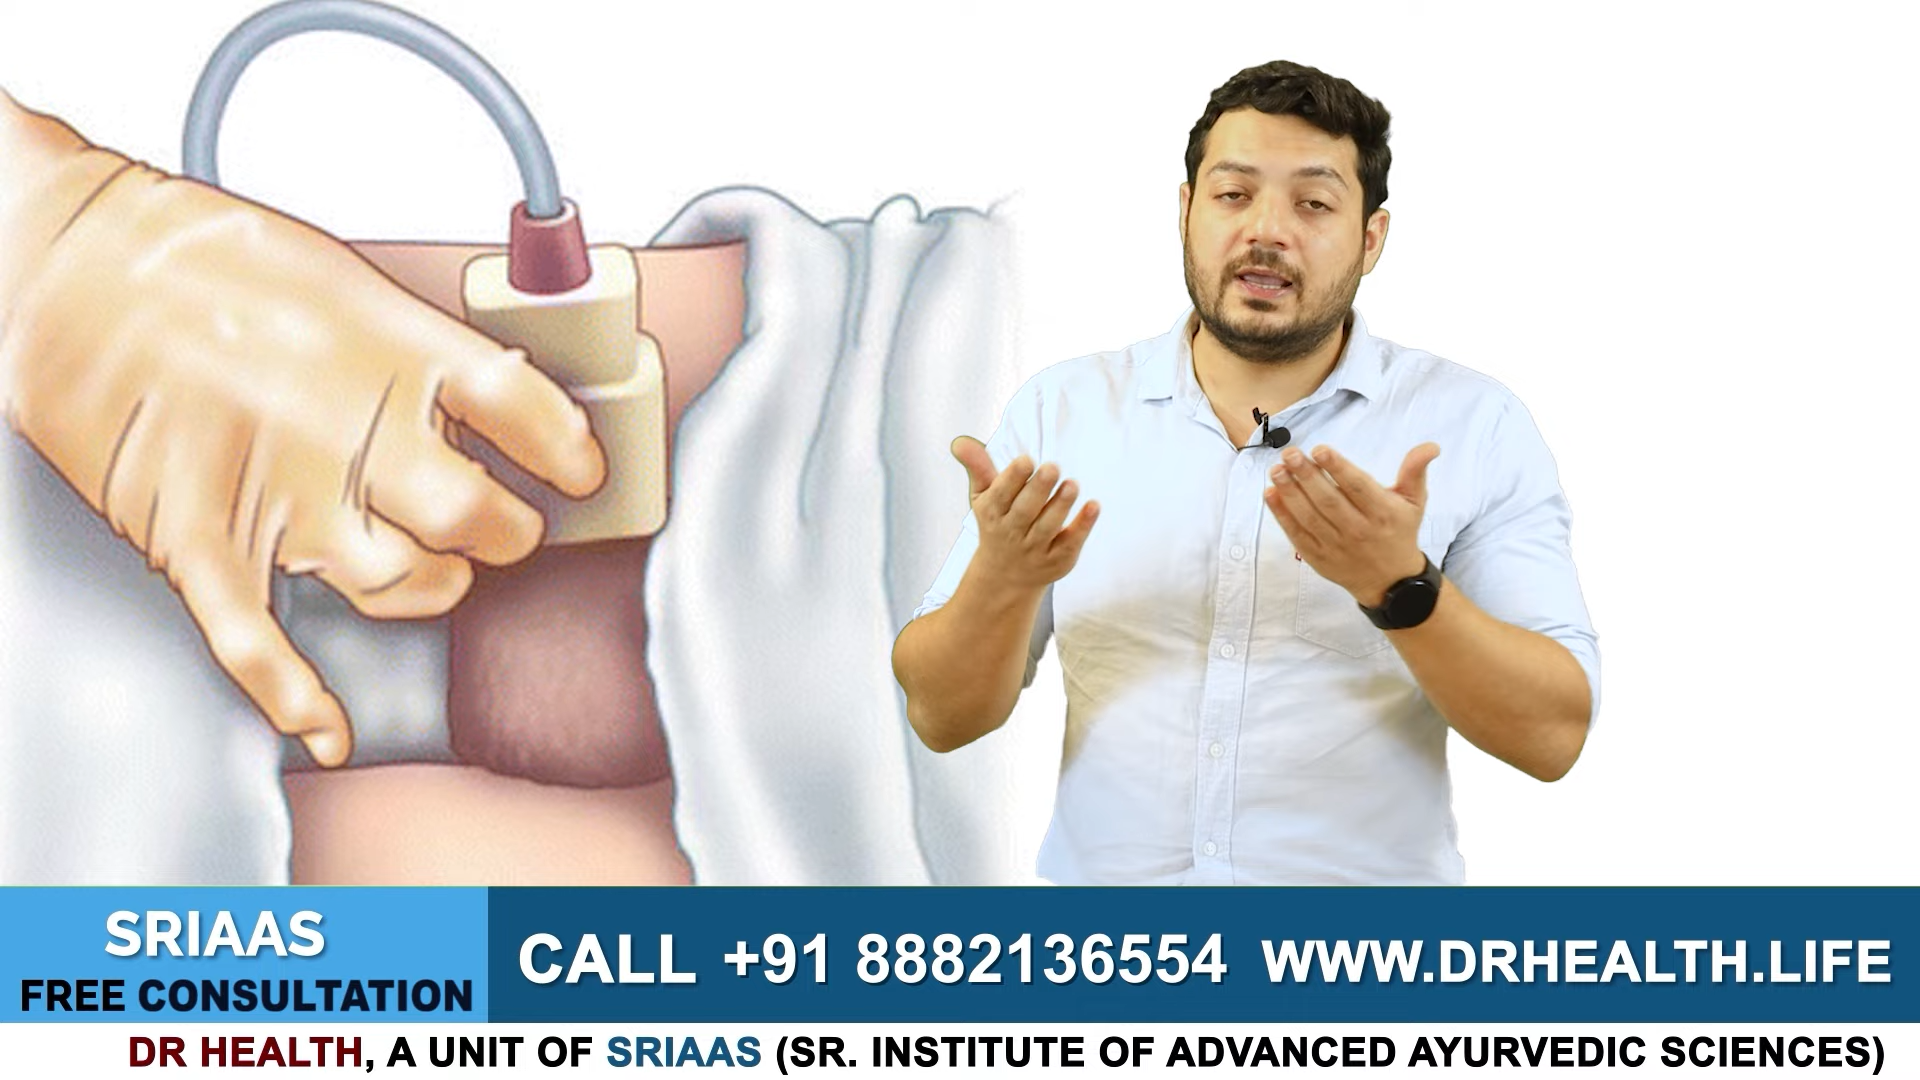 SRIAAS
FREE CONSULTATION
CALL +91 8882136554 WWW.DRHEALTH.LIFE
DR HEALTH, A UNIT OF SRIAAS (SR. INSTITUTE OF ADVANCED AYURVEDIC SCIENCES)